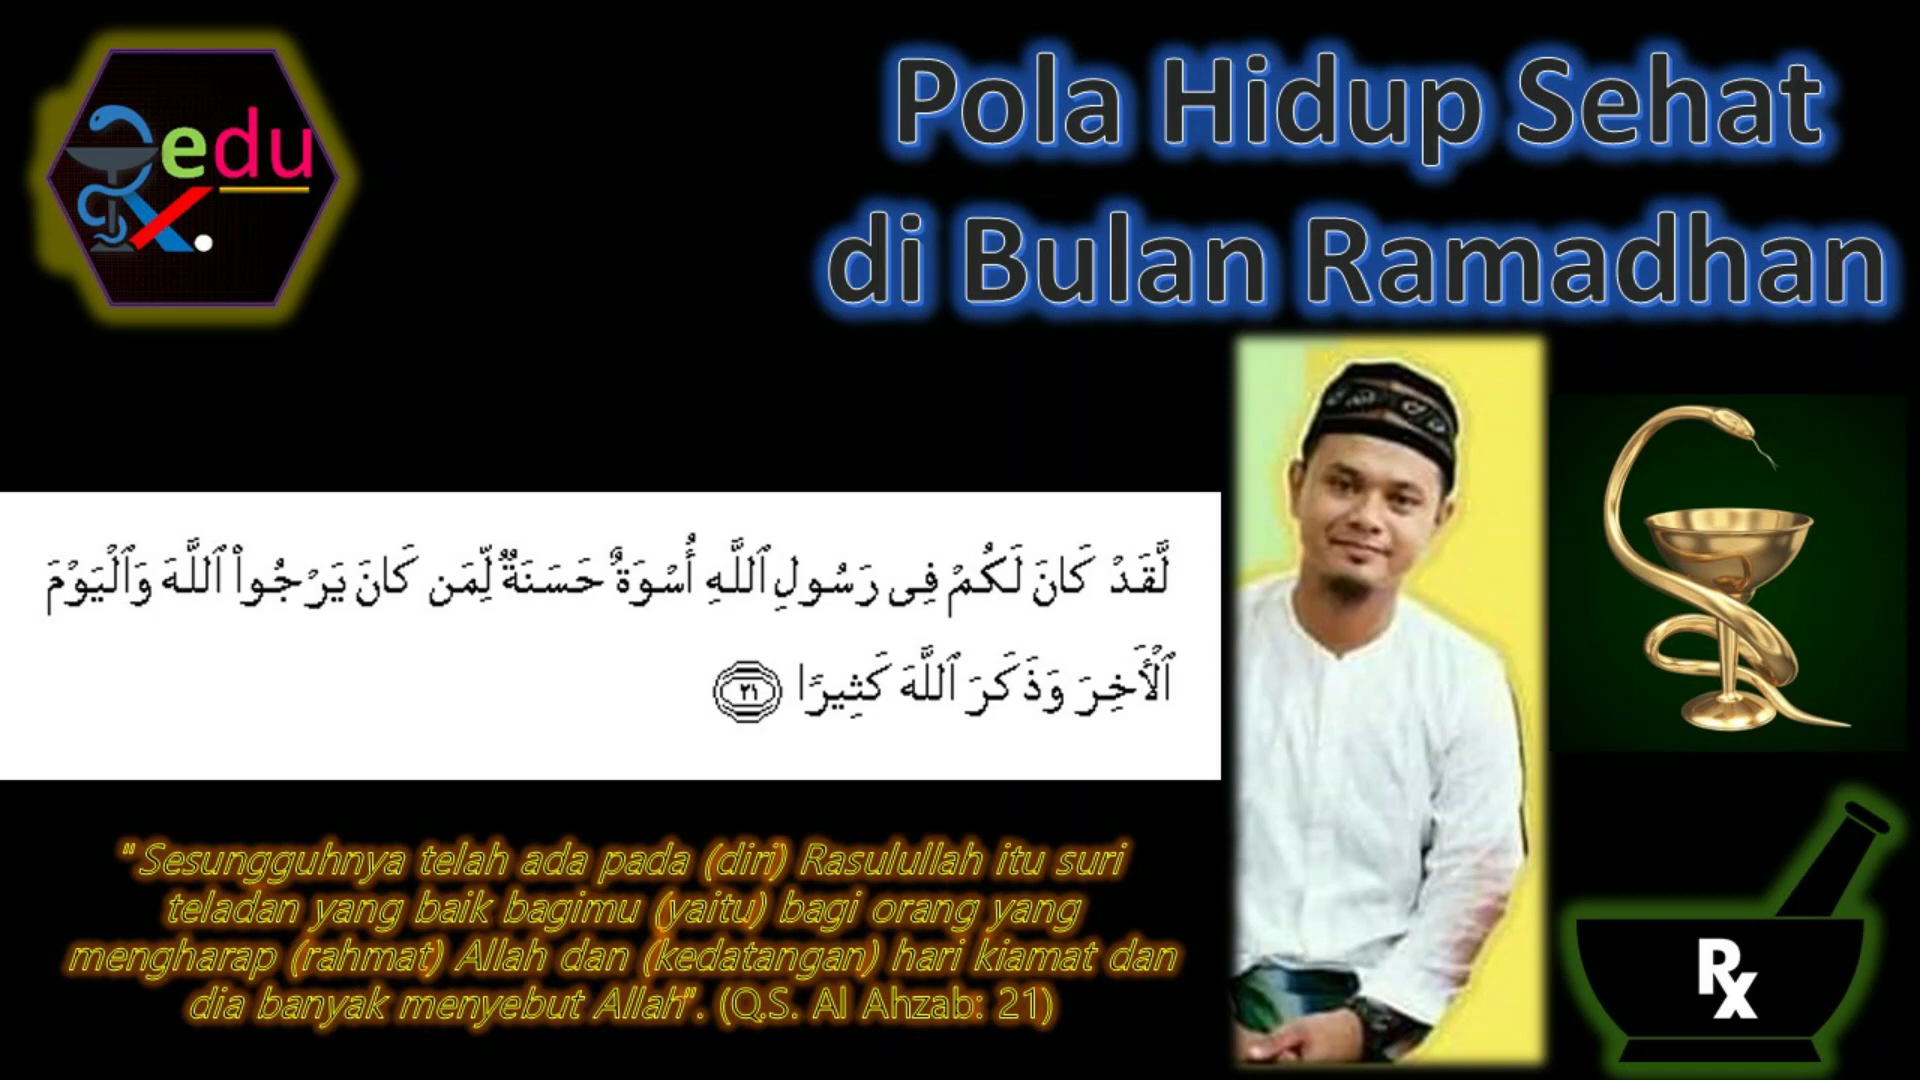 edu
Pola Hidup Sehat
di Bulan Ramadhan
لَّقَدْ كَانَ لَكُمْ فِى رَسُولِ ٱللَّهِ أُسْوَةٌ حَسَنَةٌ لِّمَن كَانَ يَرْجُوا۟ ٱللَّهَ وَٱلْيَوْمَ
ٱلْأَخِرَ وَذَكَرَ ٱللَّهَ كَثِيرًا ٢١
"Sesungguhnya telah ada pada (diri) Rasulullah itu suri
teladan yang baik bagimu (yaitu) bagi orang yang
mengharap (rahmat) Allah dan (kedatangan) hari kiamat dan
dia banyak menyebut Allah". (Q.S. Al Ahzab: 21)
Rx